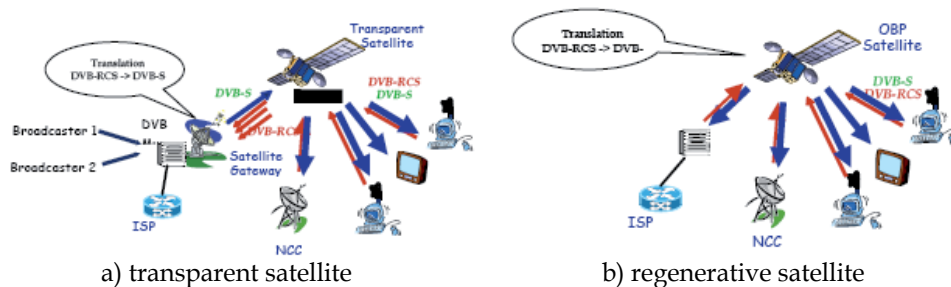 Transparent
Satellite
Translation
DVB-RCS -> DVB-S
DVB-S
DVB-RCS
DVB-S
DVB-RCS
DVB
Broadcaster 1
Broadcaster 2
Satellite
Gateway
ISP
NCC
a) transparent satellite
Translation
DVB-RCS -> DVB-
OBP
Satellite
DVB-S
DVB-RCS
ISP
NCC
b) regenerative satellite